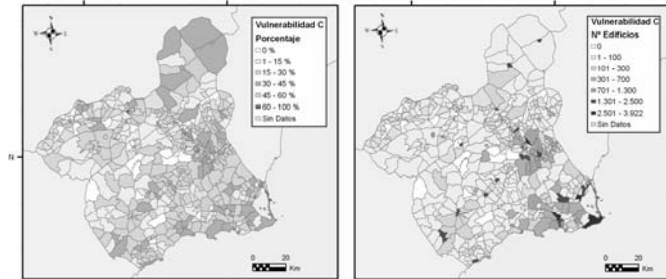 Vulnerabilidad C
Porcentaje
0 %
1 - 15 %
15 - 30 %
30 - 45 %
45 - 60 %
60 - 100 %
Sin Datos
N
0 20
Km
Vulnerabilidad C
Nº Edificios
0
1 - 100
101 - 300
301 - 700
701 - 1.300
1.301 - 2.500
2.501 - 3.922
Sin Datos
0 20
Km